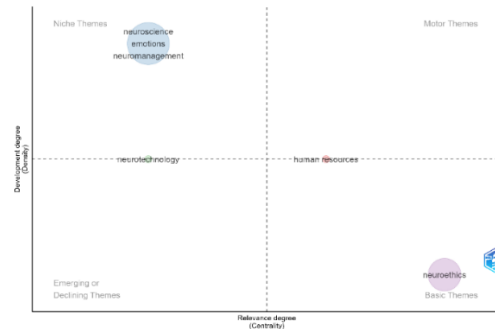 Niche Themes
Motor Themes
neuroscience
emotions
neuromanagement
neurotechnology
human resources
Development degree
(Density)
neuroethics
Emerging or
Declining Themes
Basic Themes
Relevance degree
(Centrality)